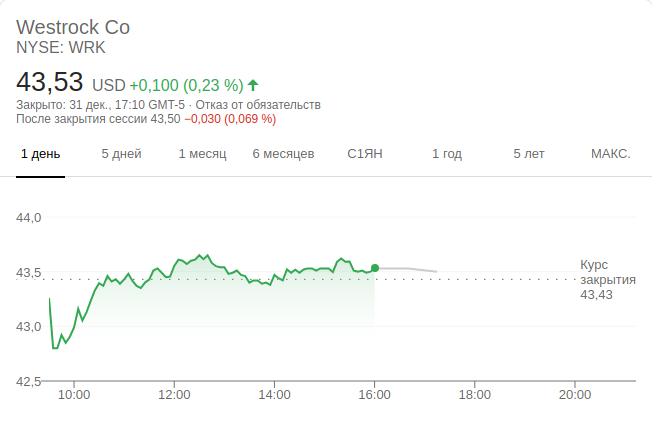 Westrock Co
NYSE: WRK
43,53 USD +0,100 (0,23 %)
Закрыто: 31 дек., 17:10 GMT-5 · Отказ от обязательств
После закрытия сессии 43,50 −0,030 (0,069 %)
1 день 5 дней 1 месяц 6 месяцев С1ЯН 1 год 5 лет МАКС.
44,0
43,5
43,0
42,5
Курс
закрытия
43,43
10:00 12:00 14:00 16:00 18:00 20:00